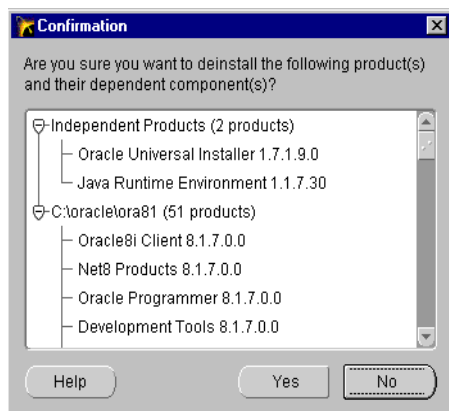 Confirmation
Are you sure you want to deinstall the following product(s)
and their dependent component(s)?
Independent Products (2 products)
Oracle Universal Installer 1.7.1.9.0
Java Runtime Environment 1.1.7.30
C:\oracle\ora81 (51 products)
Oracle8i Client 8.1.7.0.0
Net8 Products 8.1.7.0.0
Oracle Programmer 8.1.7.0.0
Development Tools 8.1.7.0.0
Help Yes No